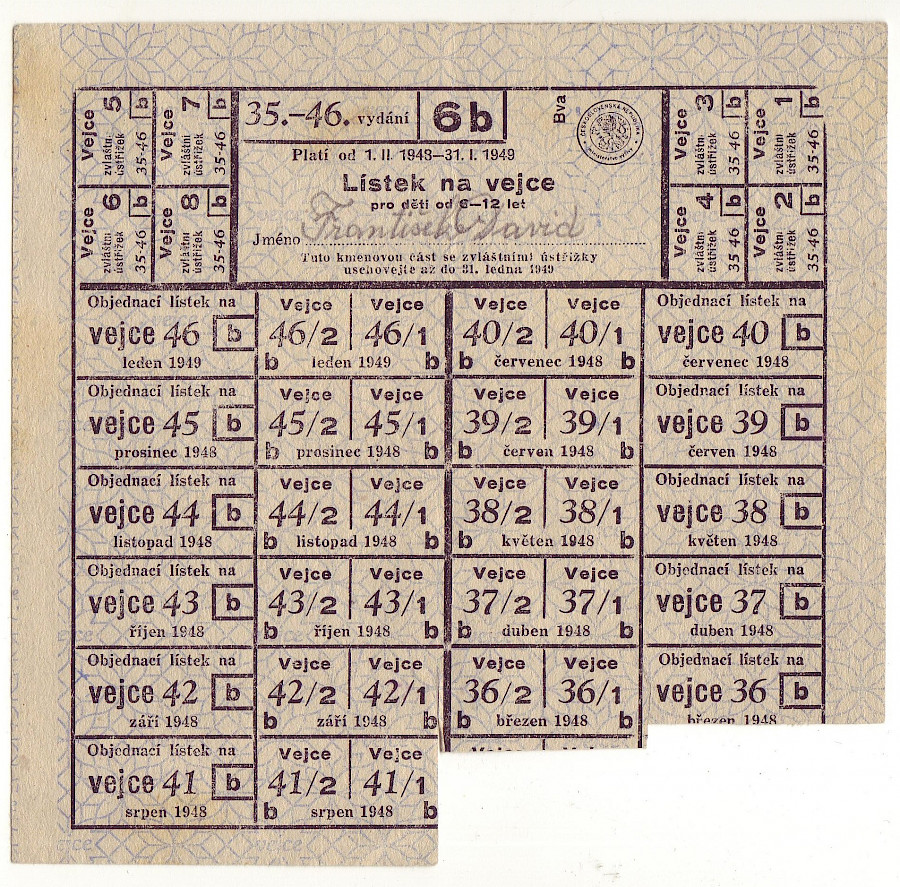 Vejce 5 b
zvláštní ústřižek 35-46
Vejce 7 b
zvláštní ústřižek 35-46
Vejce 6 b
zvláštní ústřižek 35-46
Vejce 8 b
zvláštní ústřižek 35-46
35.–46. vydání 6b
Bva
ČESKOSLOVENSKÁ REPUBLIKA
Platí od 1. II. 1948–31. I. 1949
Lístek na vejce
pro děti od 6–12 let
Jméno František David
Tuto kmenovou část se zvláštními ústřižky
uschovejte až do 31. ledna 1949
Vejce 3 b
zvláštní ústřižek 35-46
Vejce 1 b
zvláštní ústřižek 35-46
Vejce 4 b
zvláštní ústřižek 35-46
Vejce 2 b
zvláštní ústřižek 35-46
Objednací lístek na Vejce Vejce Vejce Vejce Objednací lístek na
vejce 46 b 46/2 46/1 40/2 40/1 vejce 40 b
leden 1949 b leden 1949 b b červenec 1948 b červenec 1948
Objednací lístek na Vejce Vejce Vejce Vejce Objednací lístek na
vejce 45 b 45/2 45/1 39/2 39/1 vejce 39 b
prosinec 1948 b prosinec 1948 b b červen 1948 b červen 1948
Objednací lístek na Vejce Vejce Vejce Vejce Objednací lístek na
vejce 44 b 44/2 44/1 38/2 38/1 vejce 38 b
listopad 1948 b listopad 1948 b b květen 1948 b květen 1948
Objednací lístek na Vejce Vejce Vejce Vejce Objednací lístek na
vejce 43 b 43/2 43/1 37/2 37/1 vejce 37 b
říjen 1948 b říjen 1948 b b duben 1948 b duben 1948
Objednací lístek na Vejce Vejce Vejce Vejce Objednací lístek na
vejce 42 b 42/2 42/1 36/2 36/1 vejce 36 b
září 1948 b září 1948 b b březen 1948 b březen 1948
Objednací lístek na Vejce Vejce Vejce Vejce
vejce 41 b 41/2 41/1
srpen 1948 b srpen 1948 b